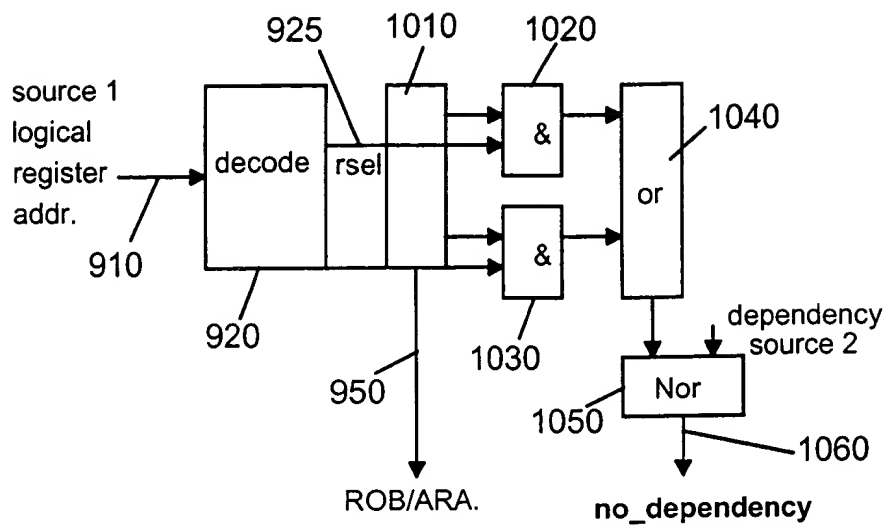 925
1010
1020
source 1
logical
register
addr.
decode
rsel
&
or
1040
910
&
920
950
1030
dependency
source 2
Nor
1050
1060
ROB/ARA.
no_dependency